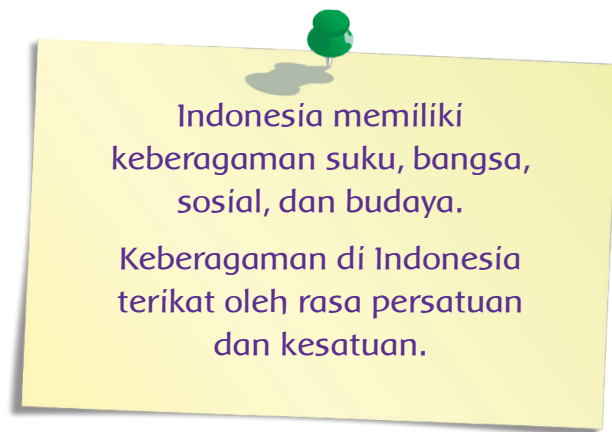 Indonesia memiliki
keberagaman suku, bangsa,
sosial, dan budaya.
Keberagaman di Indonesia
terikat oleh rasa persatuan
dan kesatuan.